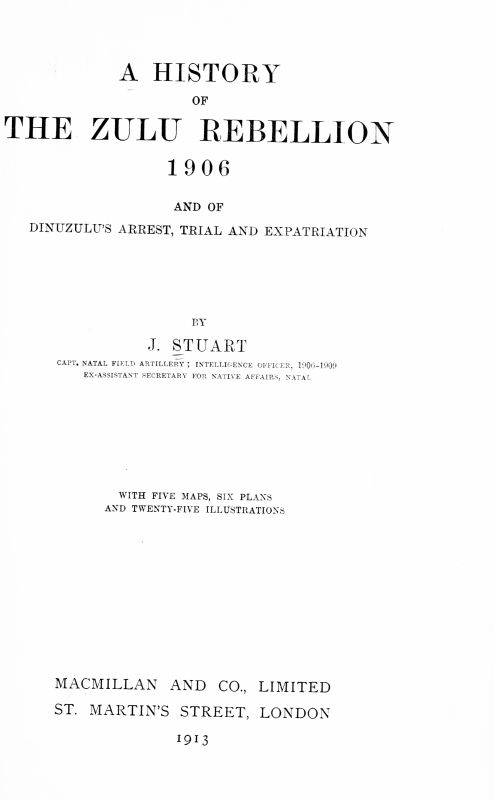 A HISTORY
OF
THE ZULU REBELLION
1906
AND OF
DINUZULU'S ARREST, TRIAL AND EXPATRIATION
BY
J. STUART
CAPT. NATAL FIELD ARTILLERY; INTELLIGENCE OFFICER, 1906-1909
EX-ASSISTANT SECRETARY FOR NATIVE AFFAIRS, NATAL
WITH FIVE MAPS, SIX PLANS
AND TWENTY-FIVE ILLUSTRATIONS
MACMILLAN AND CO., LIMITED
ST. MARTIN'S STREET, LONDON
1913